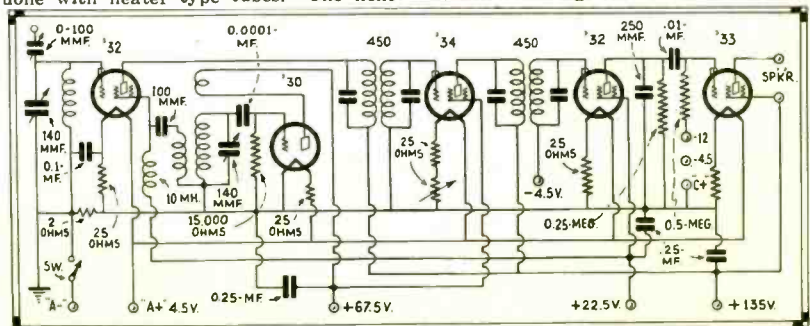 done with heater type tubes.
0-100
MMF.
'32
0.0001-
MF.
'30
450
'34
450
'32
250
MMF.
.01-
MF.
'33
SPKR.
100
MMF.
140
MMF.
0.1-
MF.
25
OHMS
10 MH.
140
MMF.
15,000
OHMS
25
OHMS
25
OHMS
25
OHMS
-4.5V.
25
OHMS
-12
-4.5
C+
0.25-MEG.
0.5-MEG.
.25-
MF.
2
OHMS
SW.
"A-"
"A+" 4.5V.
0.25-MF.
+67.5V.
+22.5V.
+135V.